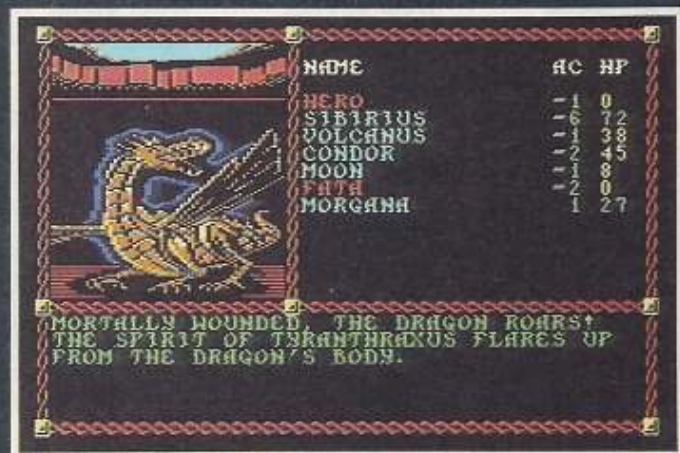 NAME AC HP
HERO -1 0
SIBIRIUS -6 72
VOLCANUS -1 38
CONDOR -2 45
MOON -1 8
FATA -2 0
MORGANA 1 27
MORTALLY WOUNDED, THE DRAGON ROARS!
THE SPIRIT OF TYRANTHRAXUS FLARES UP
FROM THE DRAGON'S BODY.